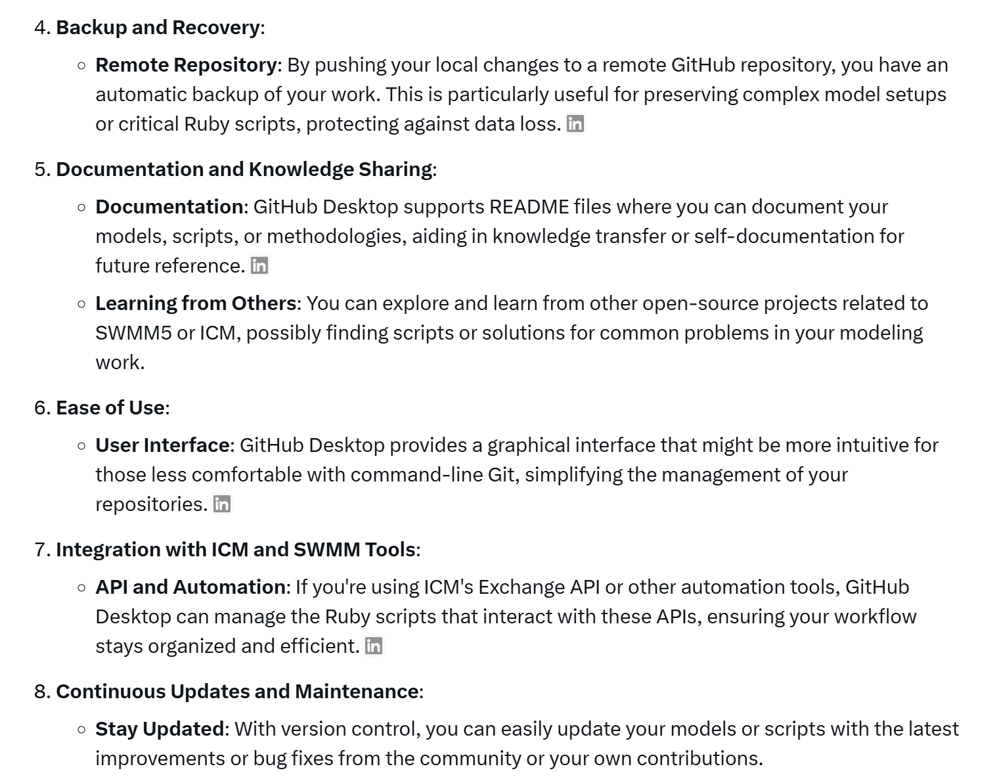 4. Backup and Recovery:
◦ Remote Repository: By pushing your local changes to a remote GitHub repository, you have an
automatic backup of your work. This is particularly useful for preserving complex model setups
or critical Ruby scripts, protecting against data loss. in
5. Documentation and Knowledge Sharing:
◦ Documentation: GitHub Desktop supports README files where you can document your
models, scripts, or methodologies, aiding in knowledge transfer or self-documentation for
future reference. in
◦ Learning from Others: You can explore and learn from other open-source projects related to
SWMM5 or ICM, possibly finding scripts or solutions for common problems in your modeling
work.
6. Ease of Use:
◦ User Interface: GitHub Desktop provides a graphical interface that might be more intuitive for
those less comfortable with command-line Git, simplifying the management of your
repositories. in
7. Integration with ICM and SWMM Tools:
◦ API and Automation: If you're using ICM's Exchange API or other automation tools, GitHub
Desktop can manage the Ruby scripts that interact with these APIs, ensuring your workflow
stays organized and efficient. in
8. Continuous Updates and Maintenance:
◦ Stay Updated: With version control, you can easily update your models or scripts with the latest
improvements or bug fixes from the community or your own contributions.